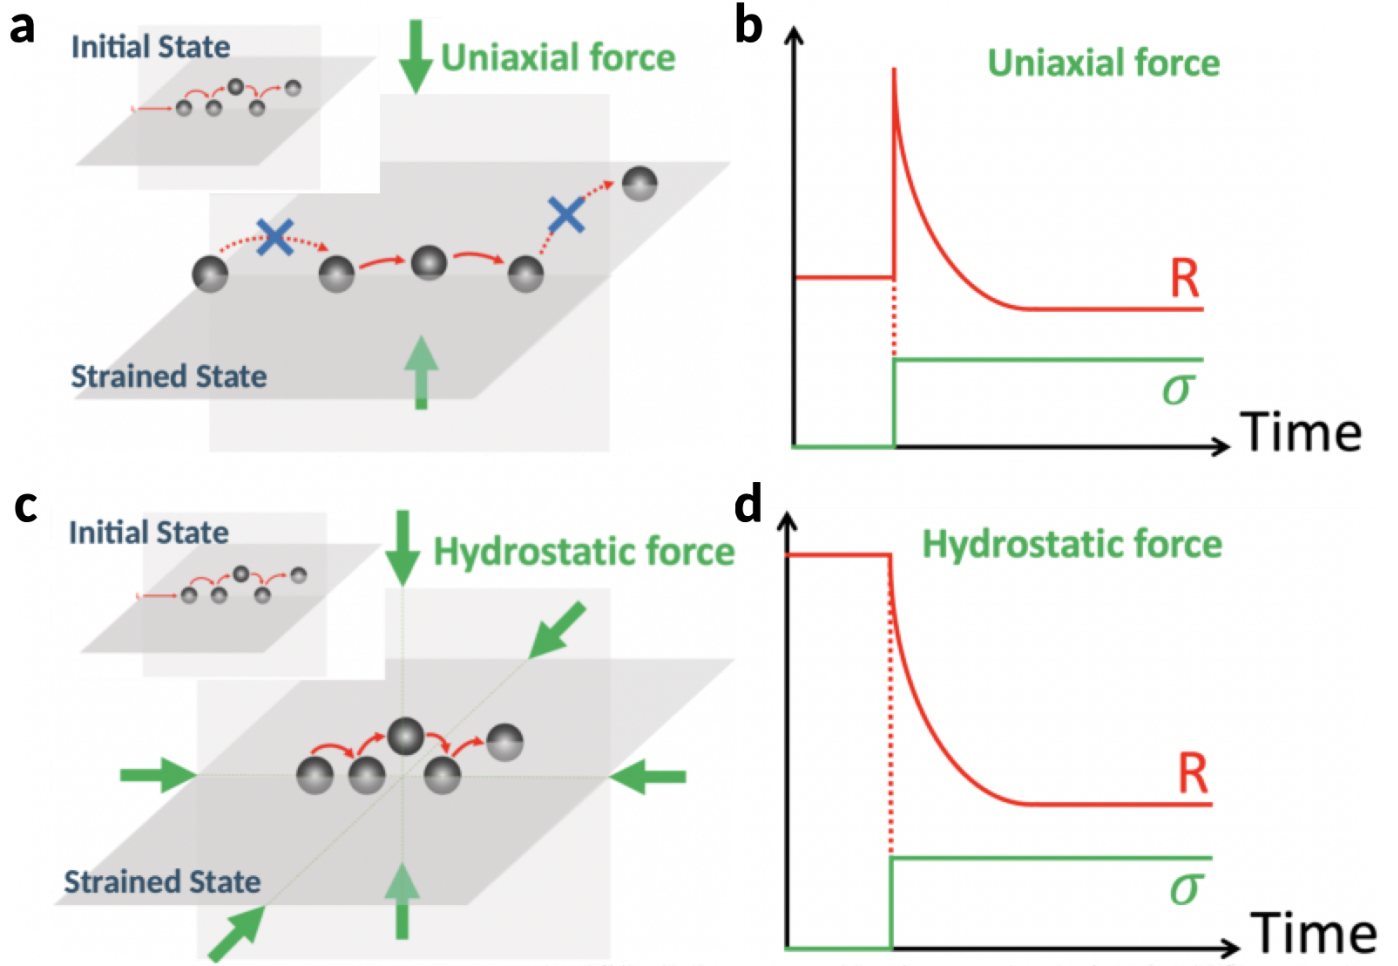 a
Initial State
Uniaxial force
Strained State
b
Uniaxial force
R
σ
Time
c
Initial State
Hydrostatic force
Strained State
d
Hydrostatic force
R
σ
Time